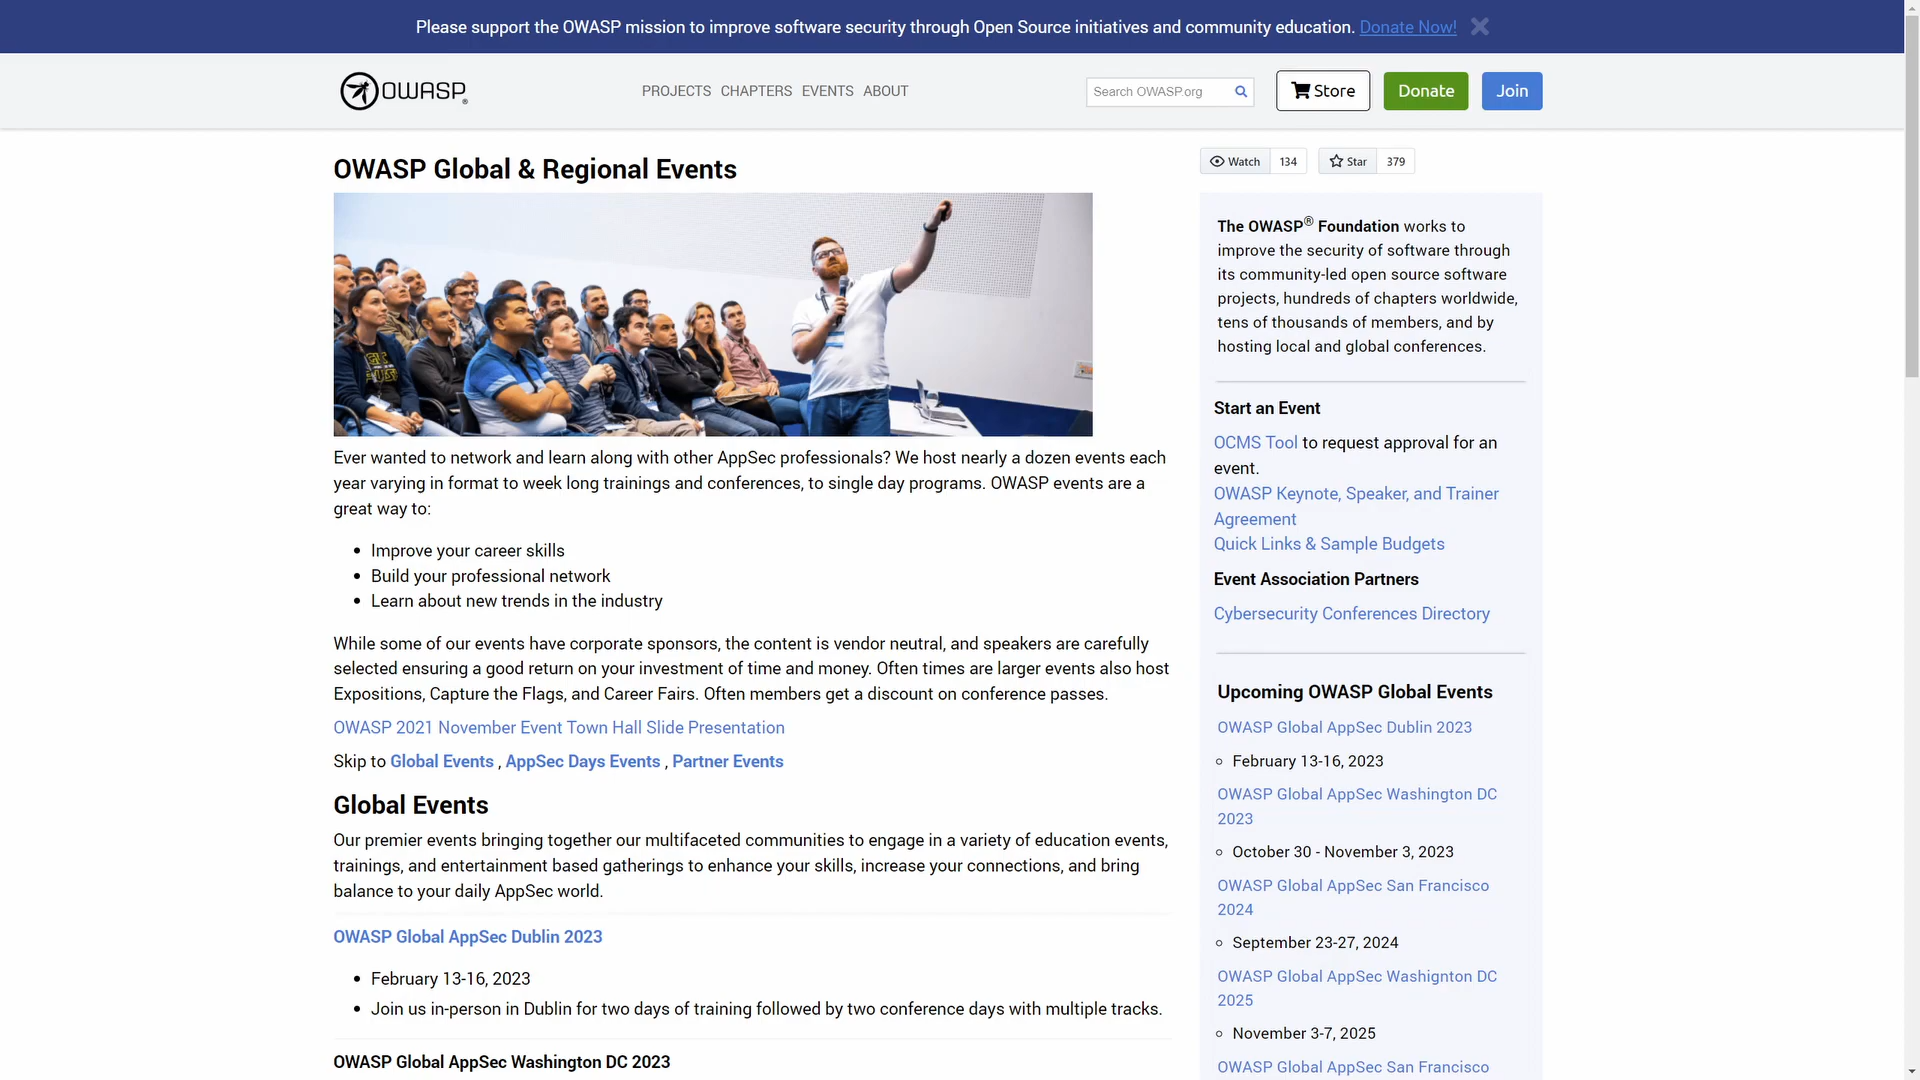 Please support the OWASP mission to improve software security through Open Source initiatives and community education. Donate Now!
OWASP®
PROJECTS CHAPTERS EVENTS ABOUT
Search OWASP.org
Store
Donate
Join
OWASP Global & Regional Events
Ever wanted to network and learn along with other AppSec professionals? We host nearly a dozen events each
year varying in format to week long trainings and conferences, to single day programs. OWASP events are a
great way to:
Improve your career skills
Build your professional network
Learn about new trends in the industry
While some of our events have corporate sponsors, the content is vendor neutral, and speakers are carefully
selected ensuring a good return on your investment of time and money. Often times are larger events also host
Expositions, Capture the Flags, and Career Fairs. Often members get a discount on conference passes.
OWASP 2021 November Event Town Hall Slide Presentation
Skip to Global Events , AppSec Days Events , Partner Events
Global Events
Our premier events bringing together our multifaceted communities to engage in a variety of education events,
trainings, and entertainment based gatherings to enhance your skills, increase your connections, and bring
balance to your daily AppSec world.
OWASP Global AppSec Dublin 2023
February 13-16, 2023
Join us in-person in Dublin for two days of training followed by two conference days with multiple tracks.
OWASP Global AppSec Washington DC 2023
Watch 134
Star 379
The OWASP® Foundation works to
improve the security of software through
its community-led open source software
projects, hundreds of chapters worldwide,
tens of thousands of members, and by
hosting local and global conferences.
Start an Event
OCMS Tool to request approval for an
event.
OWASP Keynote, Speaker, and Trainer
Agreement
Quick Links & Sample Budgets
Event Association Partners
Cybersecurity Conferences Directory
Upcoming OWASP Global Events
OWASP Global AppSec Dublin 2023
February 13-16, 2023
OWASP Global AppSec Washington DC
2023
October 30 - November 3, 2023
OWASP Global AppSec San Francisco
2024
September 23-27, 2024
OWASP Global AppSec Washignton DC
2025
November 3-7, 2025
OWASP Global AppSec San Francisco